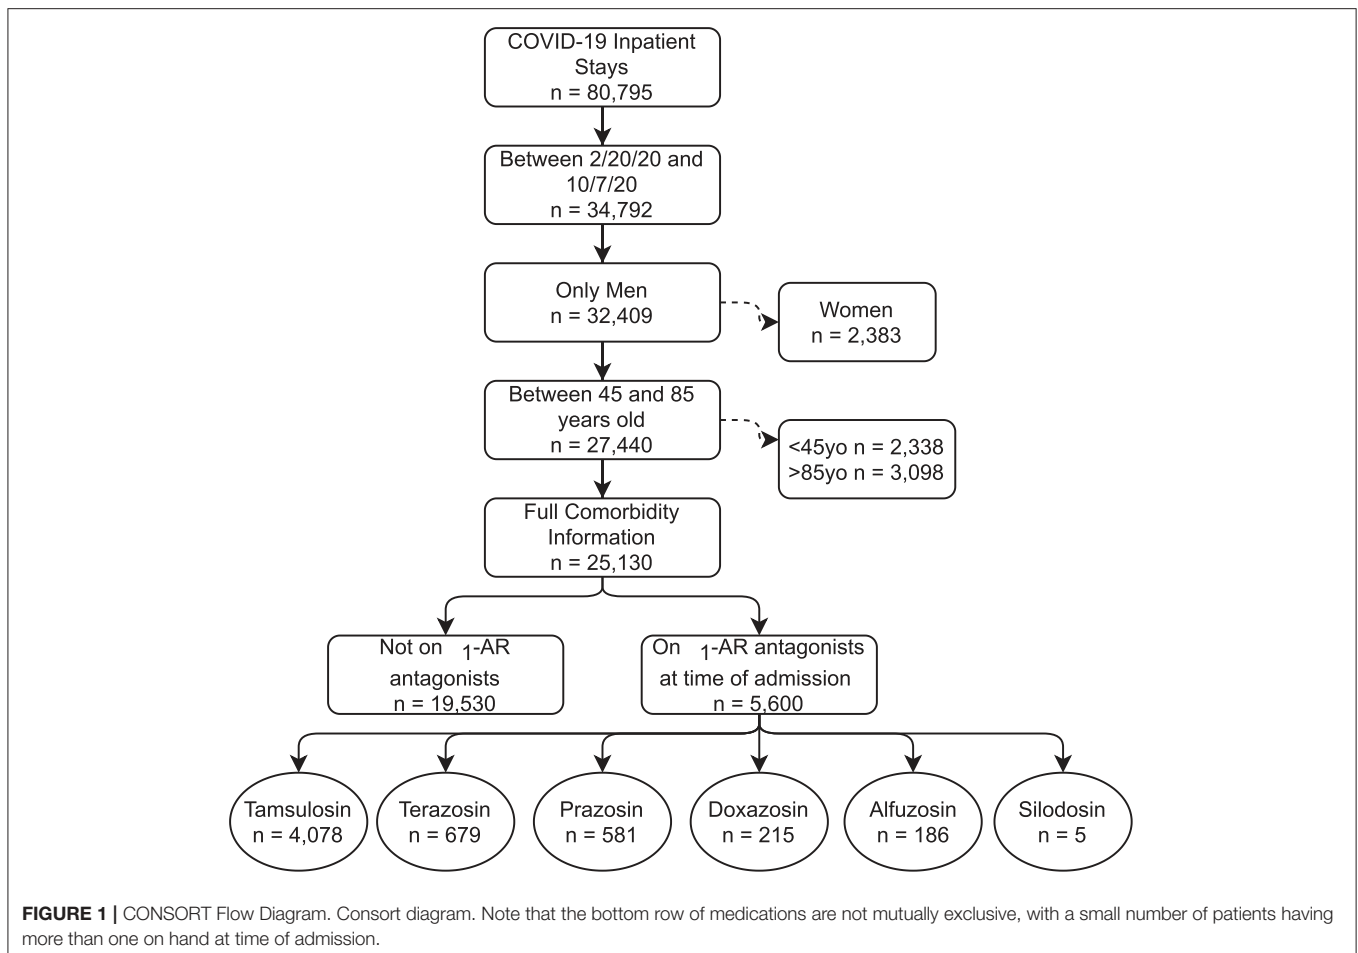 COVID-19 Inpatient
Stays
n = 80,795
Between 2/20/20 and
10/7/20
n = 34,792
Only Men
n = 32,409
Women
n = 2,383
Between 45 and 85
years old
n = 27,440
<45yo n = 2,338
>85yo n = 3,098
Full Comorbidity
Information
n = 25,130
Not on 1-AR
antagonists
n = 19,530
On 1-AR antagonists
at time of admission
n = 5,600
Tamsulosin
n = 4,078
Terazosin
n = 679
Prazosin
n = 581
Doxazosin
n = 215
Alfuzosin
n = 186
Silodosin
n = 5
FIGURE 1 | CONSORT Flow Diagram. Consort diagram. Note that the bottom row of medications are not mutually exclusive, with a small number of patients having
more than one on hand at time of admission.